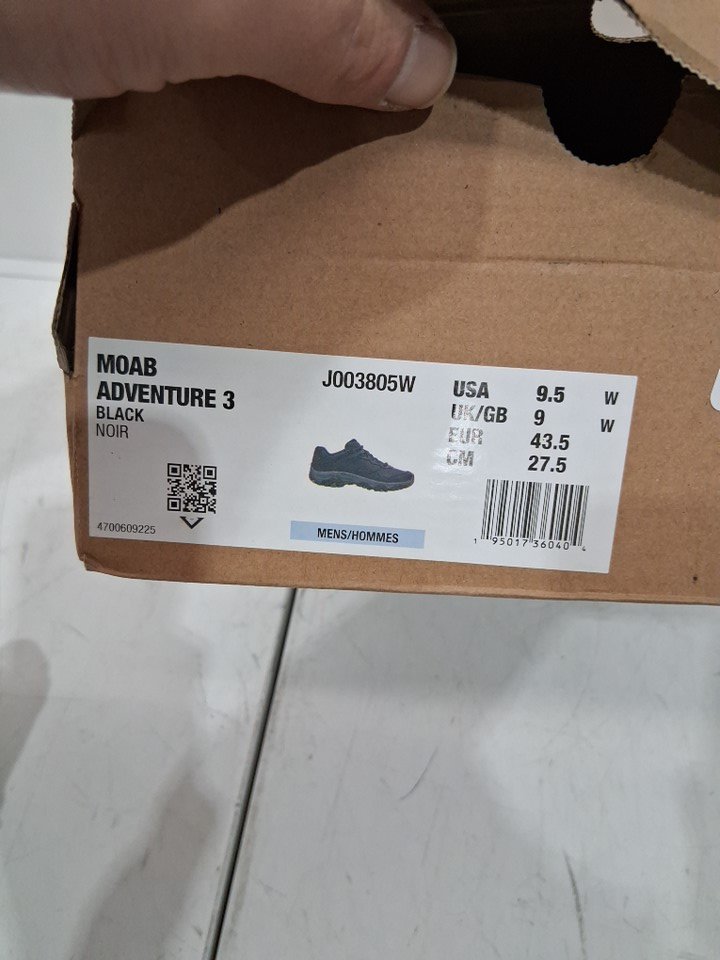 MOAB
ADVENTURE 3
BLACK
NOIR
4700609225
J003805W
MENS/HOMMES
USA 9.5 W
UK/GB 9 W
EUR 43.5
CM 27.5
1 95017 36040 4